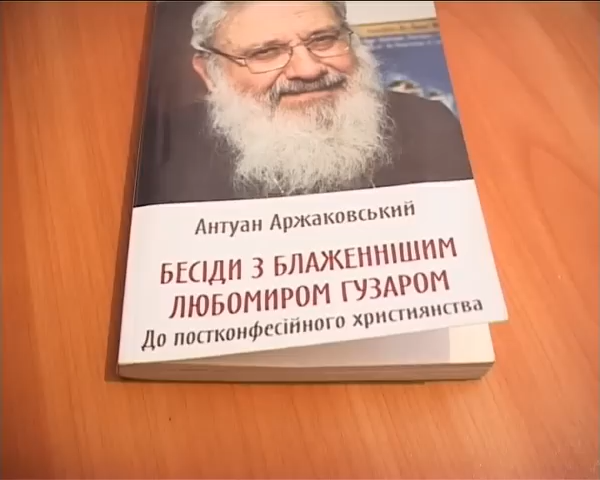 Антуан Аржаковський
БЕСІДИ З БЛАЖЕННІШИМ
ЛЮБОМИРОМ ГУЗАРОМ
До постконфесійного християнства